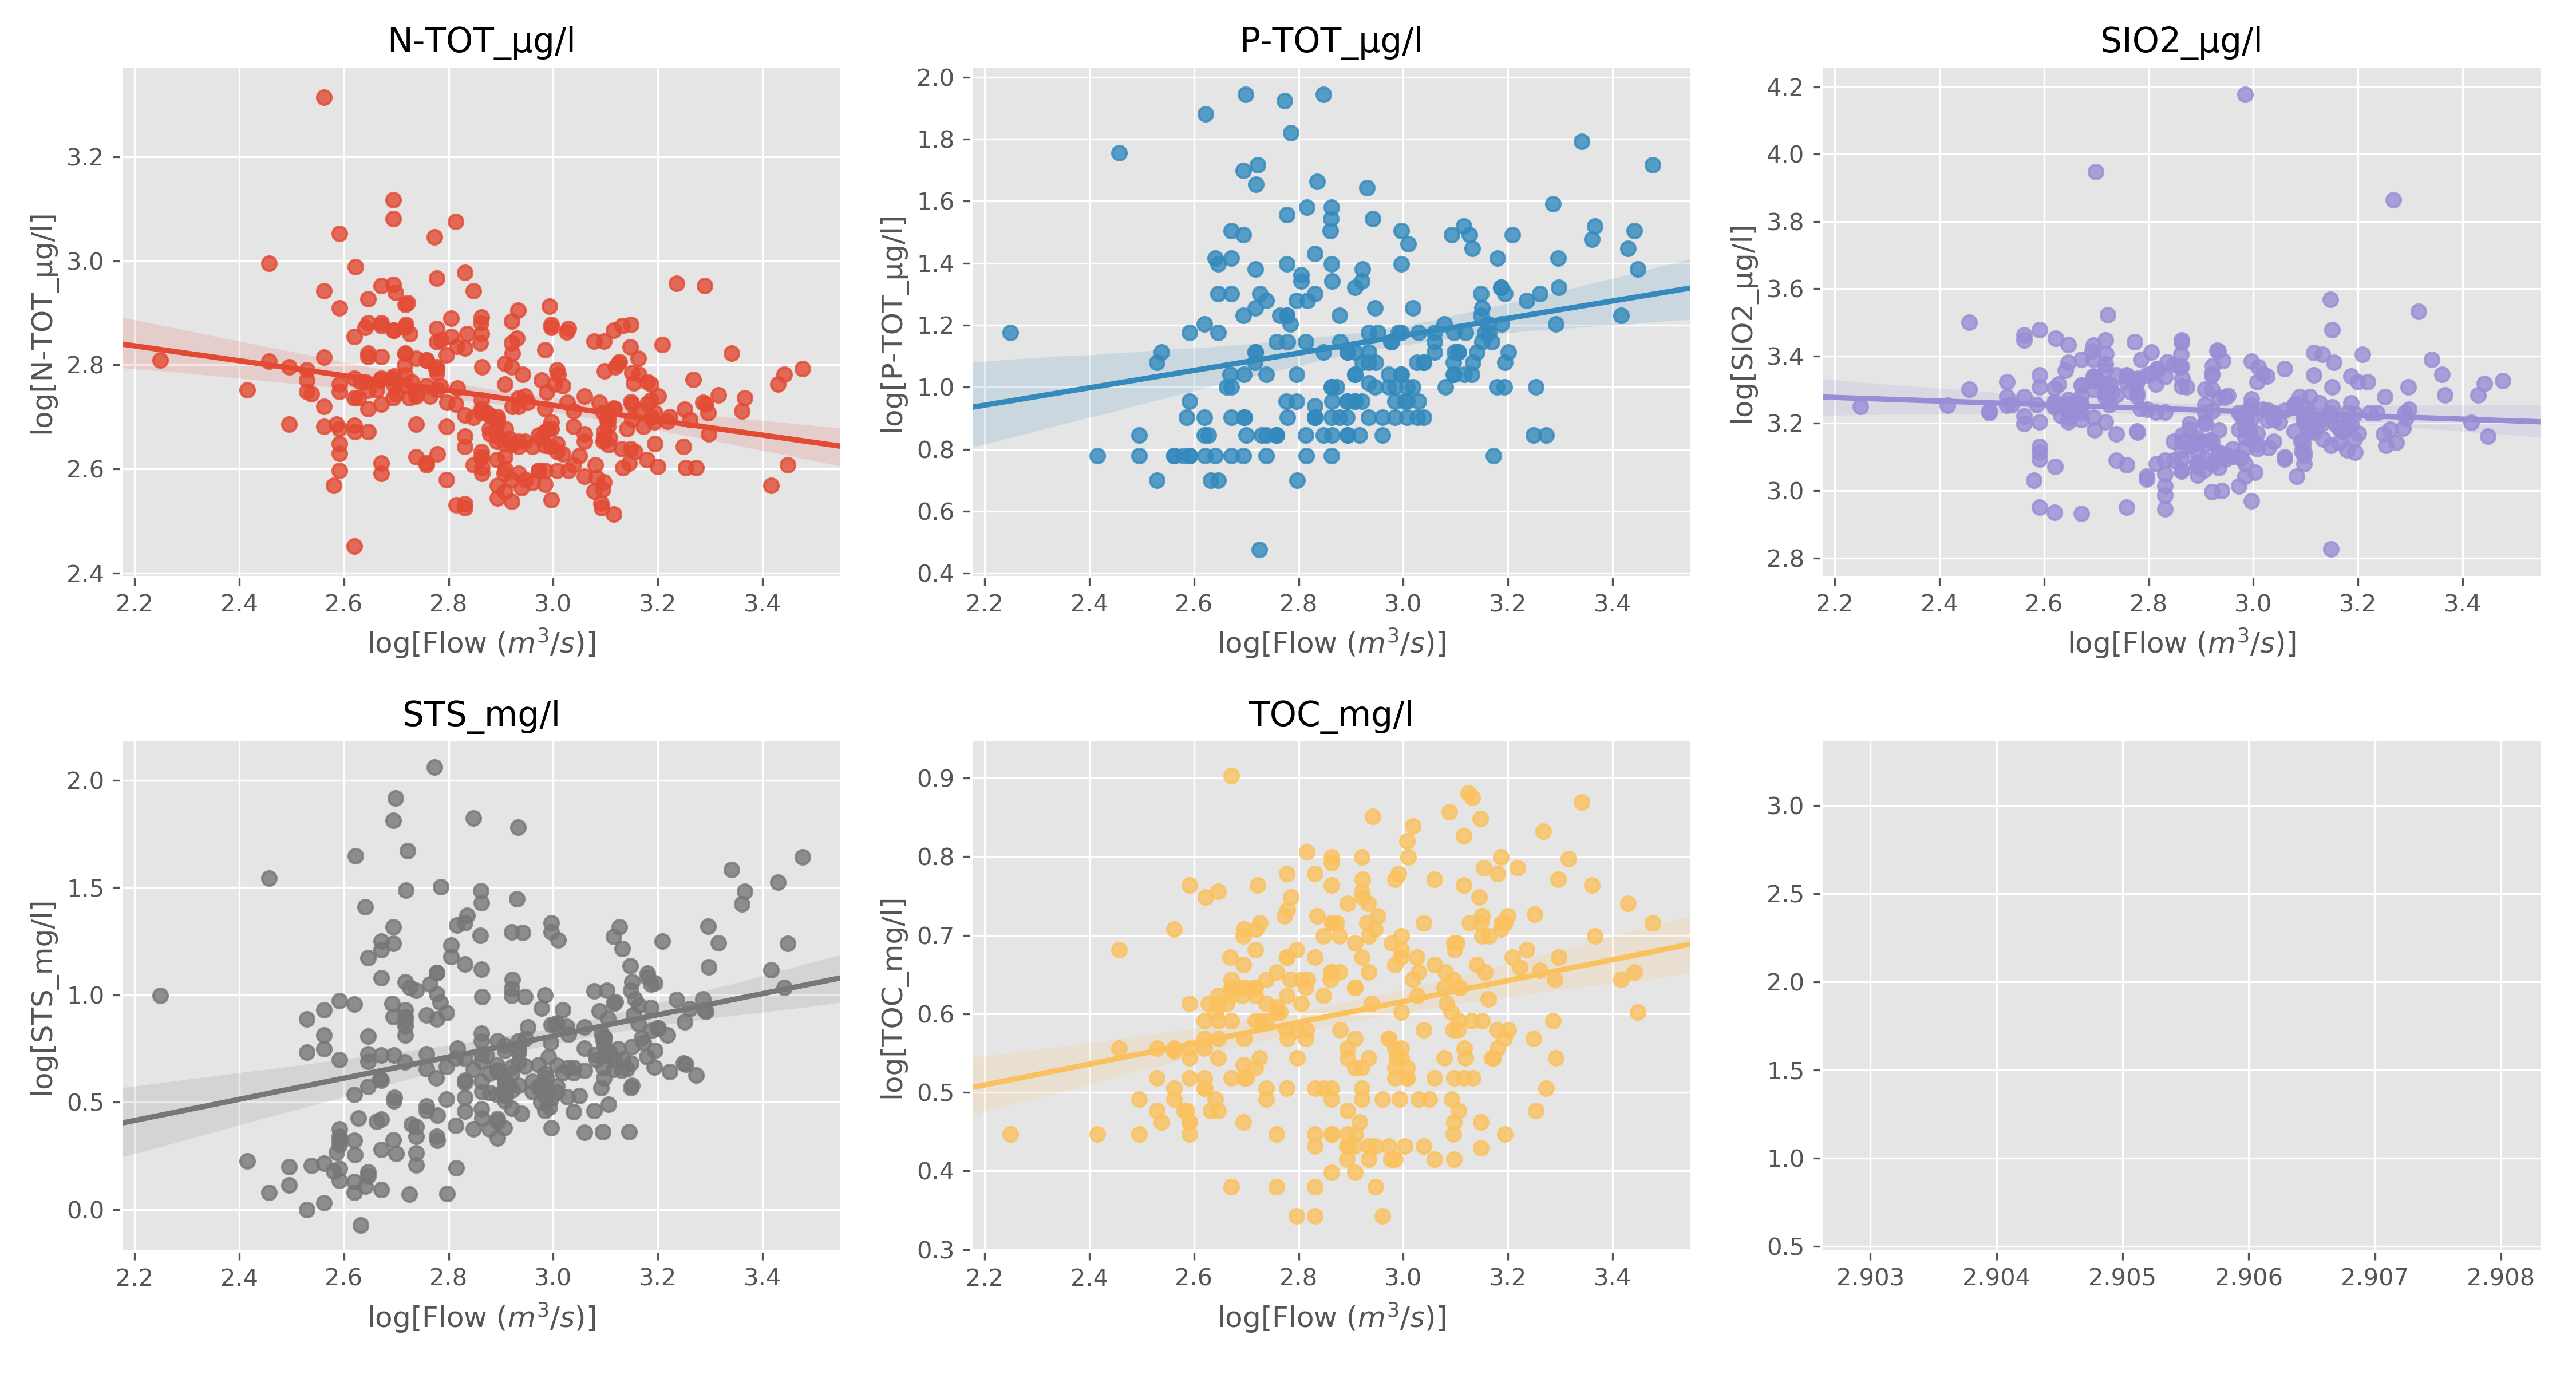 N-TOT_µg/l
P-TOT_µg/l
SIO2_µg/l
log[N-TOT_µg/l]
3.2
3.0
2.8
2.6
2.4
2.2 2.4 2.6 2.8 3.0 3.2 3.4
log[Flow (m³/s)]
log[P-TOT_µg/l]
2.0
1.8
1.6
1.4
1.2
1.0
0.8
0.6
0.4
2.2 2.4 2.6 2.8 3.0 3.2 3.4
log[Flow (m³/s)]
log[SIO2_µg/l]
4.2
4.0
3.8
3.6
3.4
3.2
3.0
2.8
2.2 2.4 2.6 2.8 3.0 3.2 3.4
log[Flow (m³/s)]
STS_mg/l
TOC_mg/l
log[STS_mg/l]
2.0
1.5
1.0
0.5
0.0
2.2 2.4 2.6 2.8 3.0 3.2 3.4
log[Flow (m³/s)]
log[TOC_mg/l]
0.9
0.8
0.7
0.6
0.5
0.4
0.3
2.2 2.4 2.6 2.8 3.0 3.2 3.4
log[Flow (m³/s)]
3.0
2.5
2.0
1.5
1.0
0.5
2.903 2.904 2.905 2.906 2.907 2.908